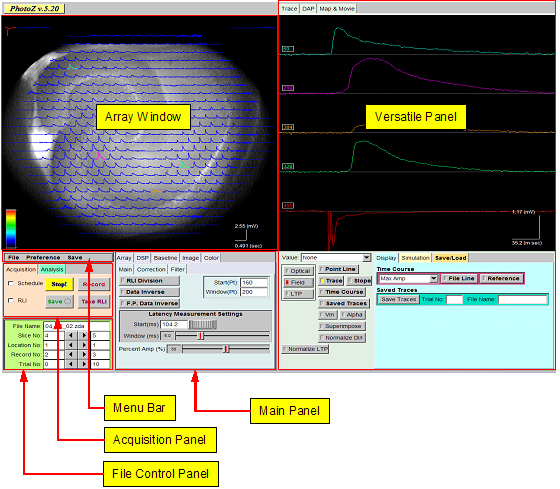 PhotoZ v.5.20
Trace DAP Map & Movie
Array Window
Versatile Panel
2.55 (mV)
0.491 (m sec)
1.17 (mV)
35.2 (m sec)
File Preference Save
Acquisition Analysis
Schedule Stop! Record
RLI Save Take RLI
File Name: 02.zda
Slice No: 4 5
Location No: 1 1
Record No: 2 3
Trial No: 0 10
Array DSP Baseline Image Color
Main Correction Filter
RLI Division
Data Inverse
F.P. Data Inverse
Start(Pt): 160
Window(Pt): 200
Latency Measurement Settings
Start(ms) 104.2
Window (ms)
Percent Amp (%) 50
Value: None
Optical
Field
LTP
Normalize LTP
Point Line
Trace Slope
Time Course
Saved Traces
Vm Alpha
Superimpose
Normalize DM
Display Simulation Save/Load
Time Course
Max Amp File Line Reference
Saved Traces
Save Traces Trial No: File Name:
Menu Bar
Main Panel
Acquisition Panel
File Control Panel